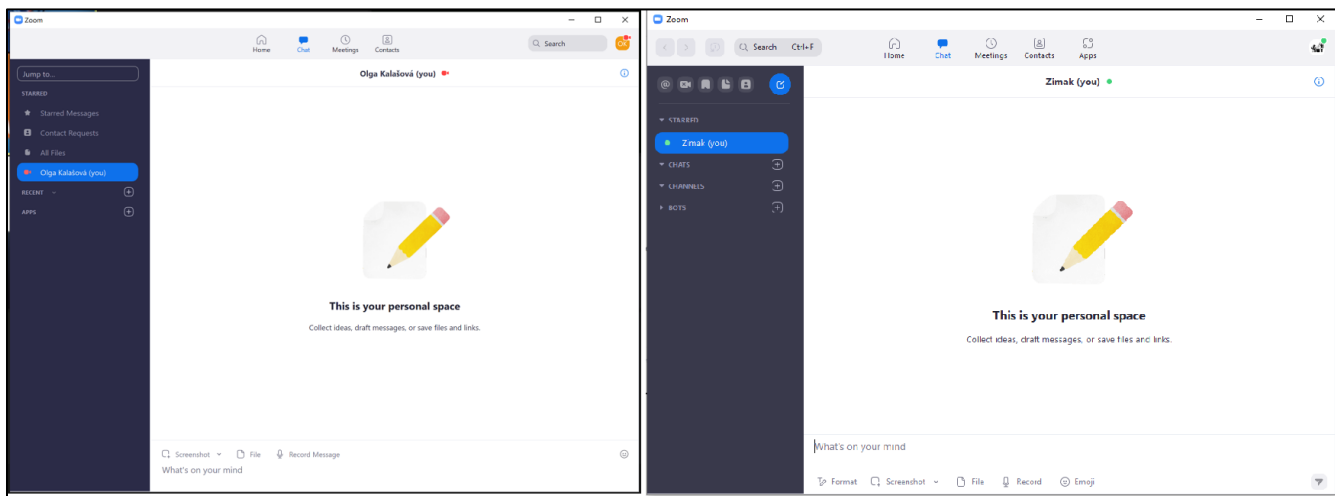 Zoom
Home
Chat
Meetings
Contacts
Search
OK
Jump to...
Olga Kalašová (you)
STARRED
Starred Messages
Contact Requests
All Files
Olga Kalašová (you)
RECENT
APPS
This is your personal space
Collect ideas, draft messages, or save files and links.
Screenshot File Record Message
What's on your mind
Zoom
Search Ctrl+F
Home
Chat
Meetings
Contacts
Apps
Zimak (you)
STARRED
Zimak (you)
CHATS
CHANNELS
BOTS
This is your personal space
Collect ideas, draft messages, or save files and links.
What's on your mind
Format Screenshot File Record Emoji